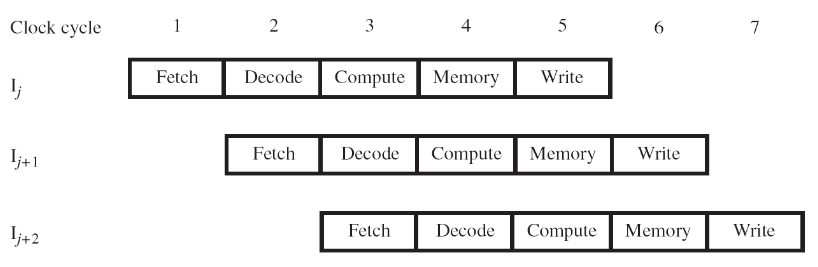 Clock cycle 1 2 3 4 5 6 7
I_j Fetch Decode Compute Memory Write
I_{j+1} Fetch Decode Compute Memory Write
I_{j+2} Fetch Decode Compute Memory Write